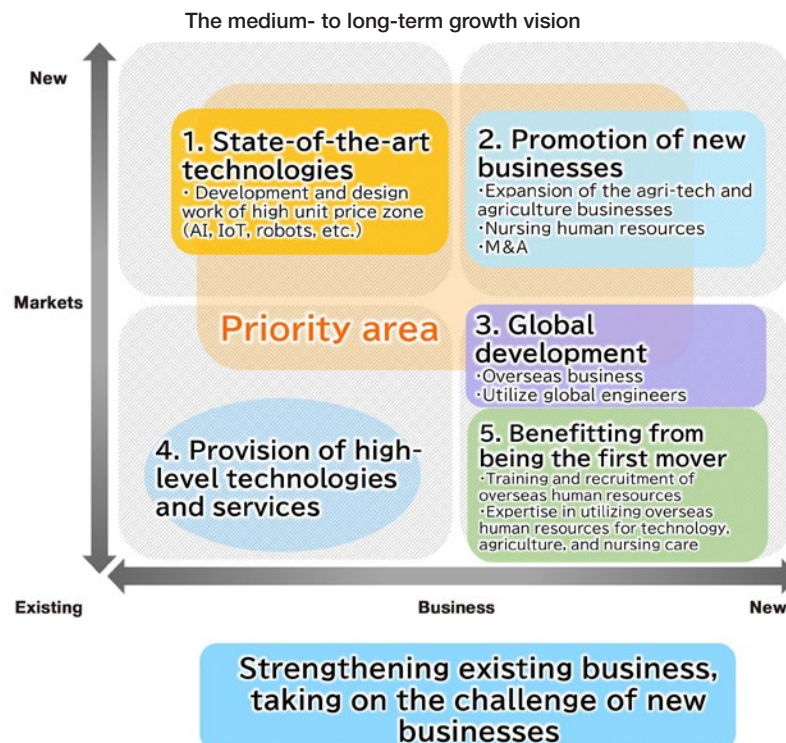 The medium- to long-term growth vision
New
1. State-of-the-art
technologies
・Development and design
work of high unit price zone
(AI, IoT, robots, etc.)
2. Promotion of new
businesses
・Expansion of the agri-tech and
agriculture businesses
・Nursing human resources
・M&A
Markets
Priority area
3. Global
development
・Overseas business
・Utilize global engineers
4. Provision of high-
level technologies
and services
5. Benefitting from
being the first mover
・Training and recruitment of
overseas human resources
・Expertise in utilizing overseas
human resources for technology,
agriculture, and nursing care
Existing
Business
New
Strengthening existing business,
taking on the challenge of new
businesses